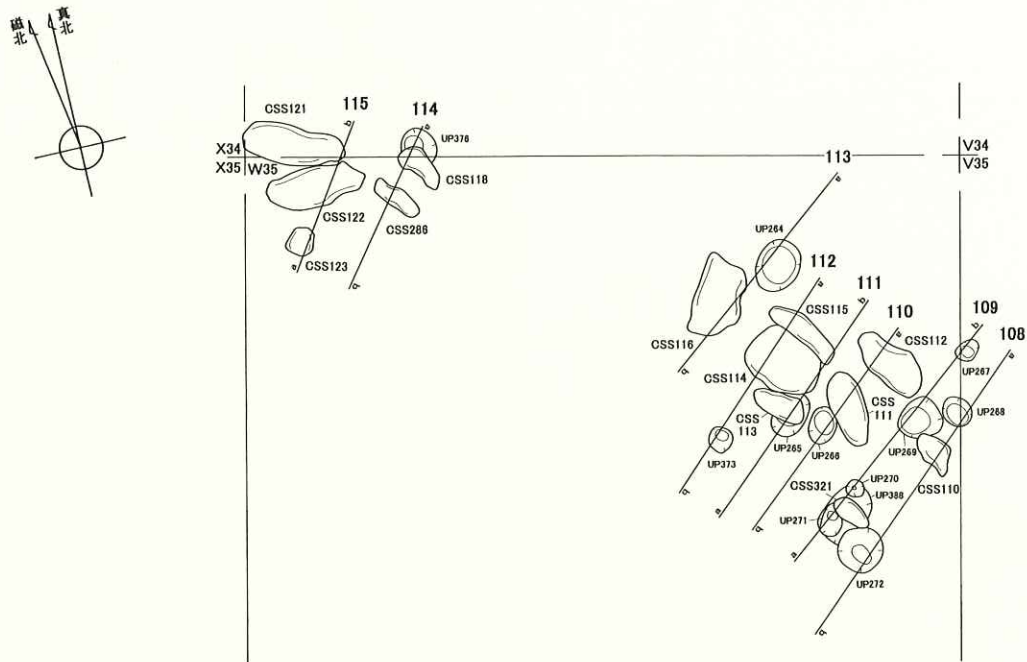 磁北
真北
CSS121
115
b
114
a
UP376
X34
X35
W35
CSS118
CSS122
CSS286
CSS123
a
q
V34
V35
113
a
UP264
112
a
CSS115
111
b
110
a
CSS112
109
b
108
a
CSS116
q
UP267
CSS114
CSS
111
CSS
113
UP268
UP265
UP266
UP269
UP373
CSS110
CSS321
UP270
UP388
q
UP271
a
q
a
UP272
q